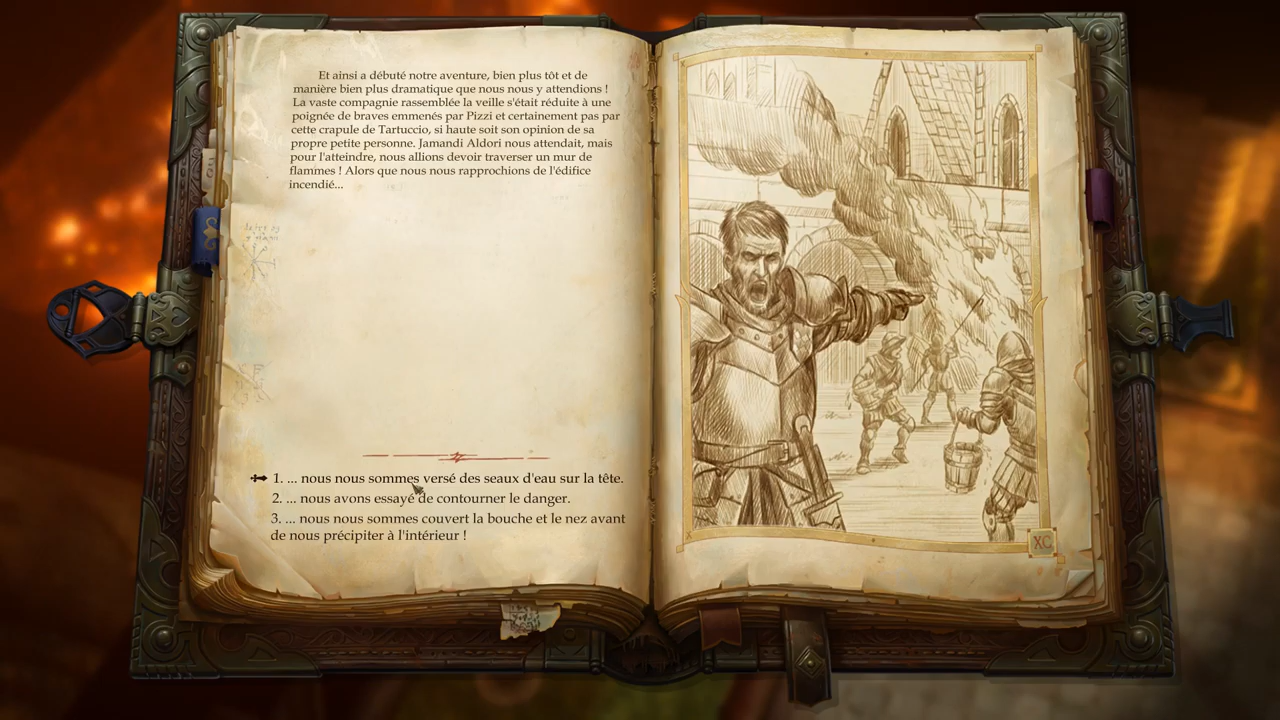 Et ainsi a débuté notre aventure, bien plus tôt et de
manière bien plus dramatique que nous nous y attendions !
La vaste compagnie rassemblée la veille s'était réduite à une
poignée de braves emmenés par Pizzi et certainement pas par
cette crapule de Tartuccio, si haute soit son opinion de sa
propre petite personne. Jamandi Aldori nous attendait, mais
pour l'atteindre, nous allions devoir traverser un mur de
flammes ! Alors que nous nous rapprochions de l'édifice
incendié...
1. ... nous nous sommes versé des seaux d'eau sur la tête.
2. ... nous avons essayé de contourner le danger.
3. ... nous nous sommes couvert la bouche et le nez avant
de nous précipiter à l'intérieur !
XC